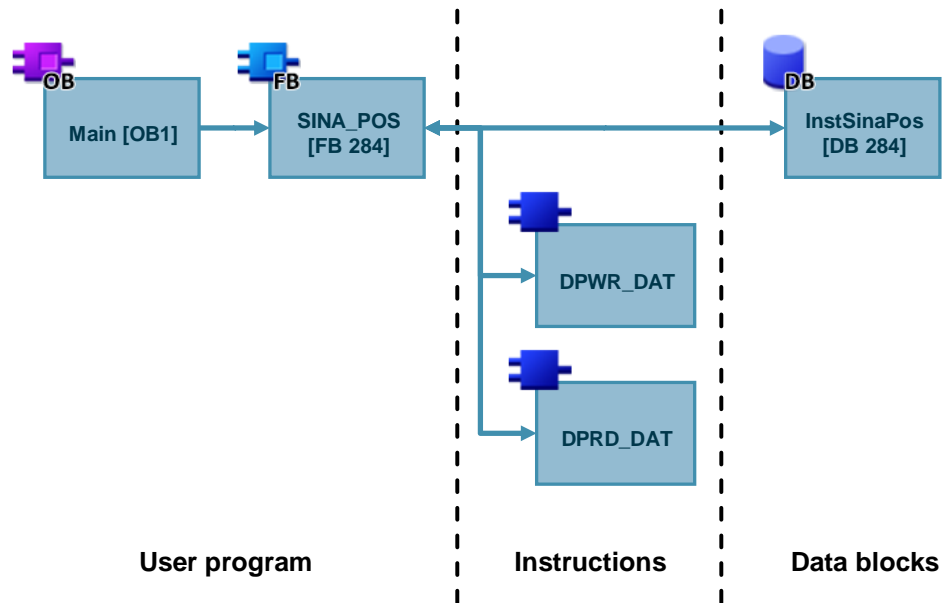 OB
FB
DB
Main [OB1]
SINA_POS
[FB 284]
InstSinaPos
[DB 284]
DPWR_DAT
DPRD_DAT
User program
Instructions
Data blocks